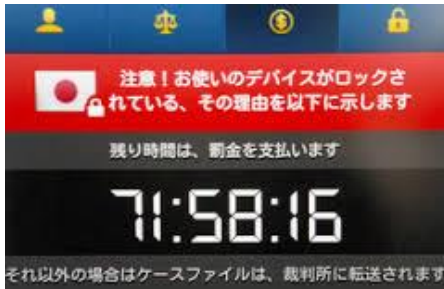 注意！お使いのデバイスがロックさ
れている、その理由を以下に示します
残り時間は、罰金を支払います
71:58:16
それ以外の場合はケースファイルは、裁判所に転送されます